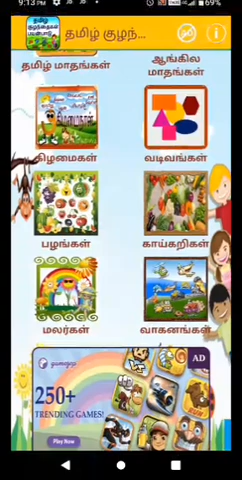 9:13 PM
69%
தமிழ் குழந்...
தமிழ் மாதங்கள்
ஆங்கில
மாதங்கள்
கிழமைகள்
வடிவங்கள்
பழங்கள்
காய்கறிகள்
மலர்கள்
வாகனங்கள்
AD
250+
TRENDING GAMES!
Play Now